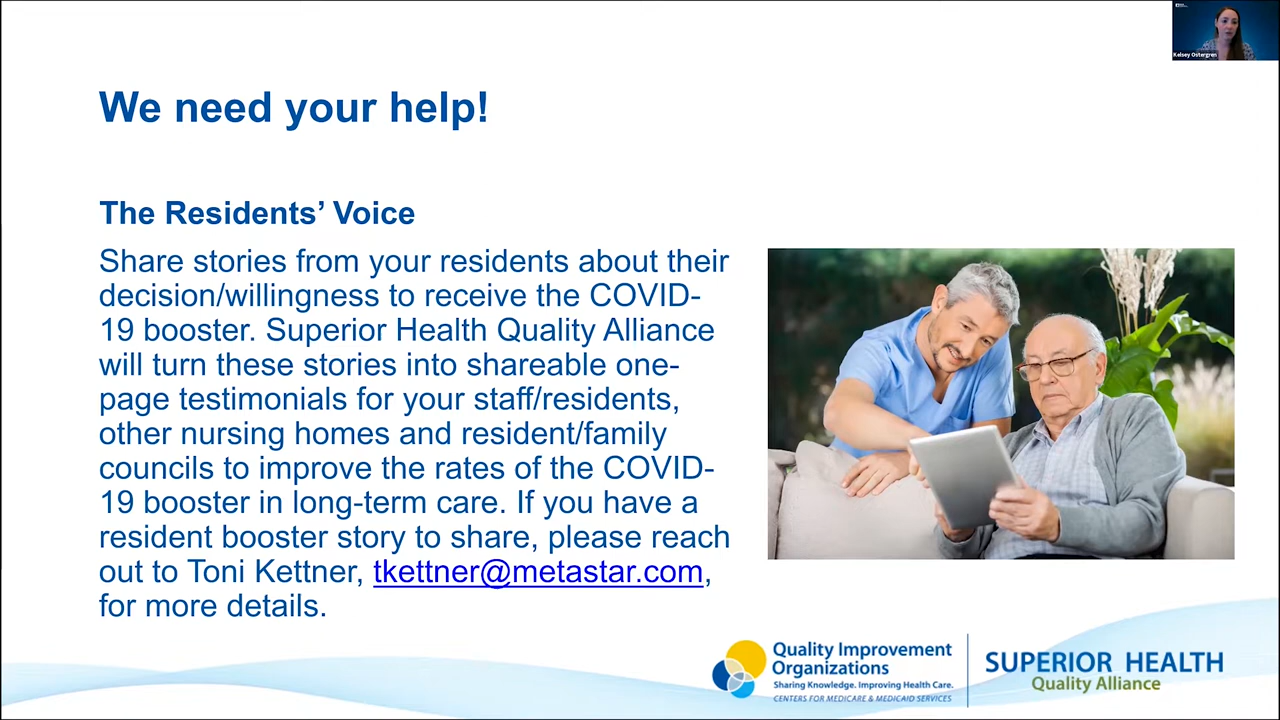 Kelsey Ostergren
We need your help!
The Residents’ Voice
Share stories from your residents about their
decision/willingness to receive the COVID-
19 booster. Superior Health Quality Alliance
will turn these stories into shareable one-
page testimonials for your staff/residents,
other nursing homes and resident/family
councils to improve the rates of the COVID-
19 booster in long-term care. If you have a
resident booster story to share, please reach
out to Toni Kettner, tkettner@metastar.com,
for more details.
Quality Improvement
Organizations
Sharing Knowledge. Improving Health Care.
CENTERS FOR MEDICARE & MEDICAID SERVICES
SUPERIOR HEALTH
Quality Alliance